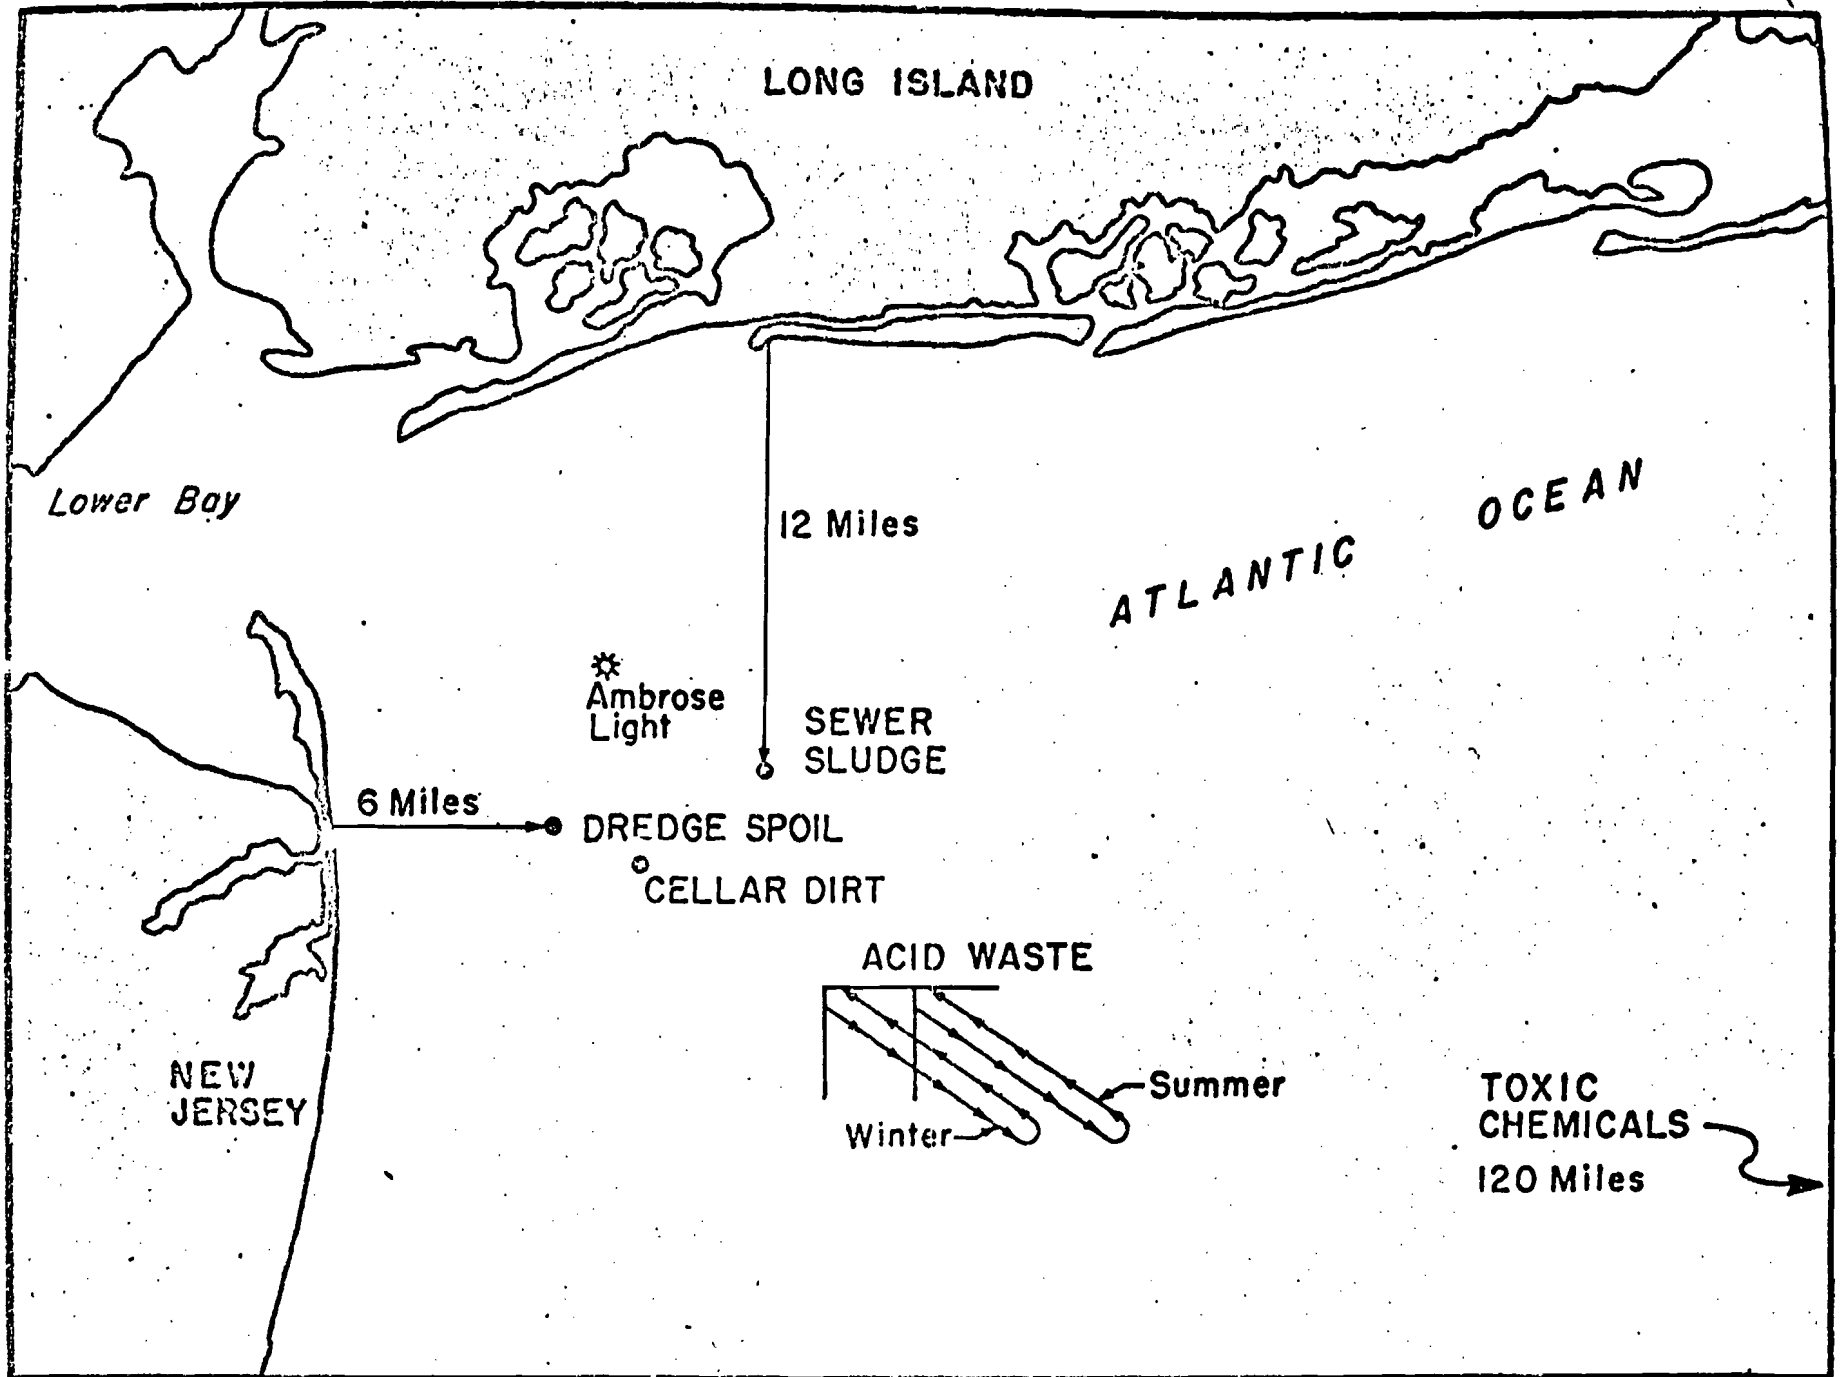 LONG ISLAND
Lower Bay
12 Miles
ATLANTIC OCEAN
Ambrose
Light
SEWER
SLUDGE
6 Miles
DREDGE SPOIL
CELLAR DIRT
ACID WASTE
NEW
JERSEY
Summer
Winter
TOXIC
CHEMICALS
120 Miles